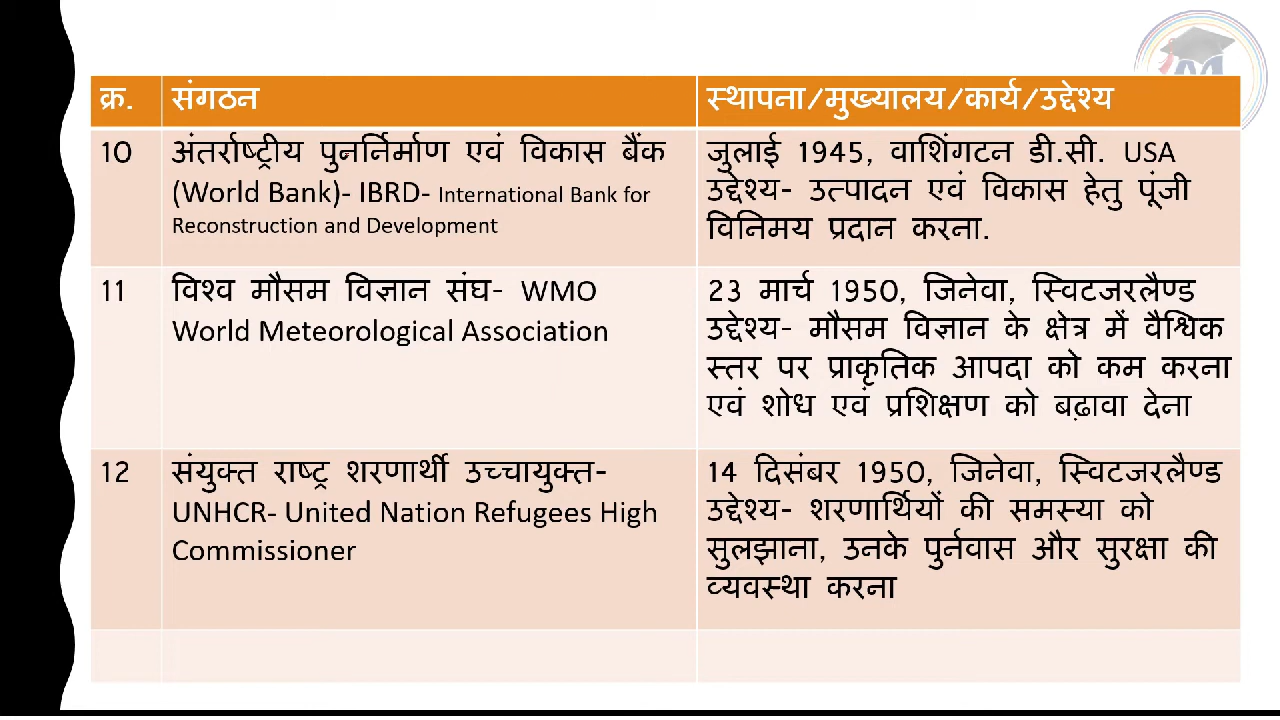 क्र. संगठन स्थापना/मुख्यालय/कार्य/उद्देश्य
10 अंतर्राष्ट्रीय पुनर्निर्माण एवं विकास बैंक
(World Bank)- IBRD- International Bank for
Reconstruction and Development
जुलाई 1945, वाशिंगटन डी.सी. USA
उद्देश्य- उत्पादन एवं विकास हेतु पूंजी
विनिमय प्रदान करना.
11 विश्व मौसम विज्ञान संघ- WMO
World Meteorological Association
23 मार्च 1950, जिनेवा, स्विटजरलैण्ड
उद्देश्य- मौसम विज्ञान के क्षेत्र में वैश्विक
स्तर पर प्राकृतिक आपदा को कम करना
एवं शोध एवं प्रशिक्षण को बढ़ावा देना
12 संयुक्त राष्ट्र शरणार्थी उच्चायुक्त-
UNHCR- United Nation Refugees High
Commissioner
14 दिसंबर 1950, जिनेवा, स्विटजरलैण्ड
उद्देश्य- शरणार्थियों की समस्या को
सुलझाना, उनके पुर्नवास और सुरक्षा की
व्यवस्था करना